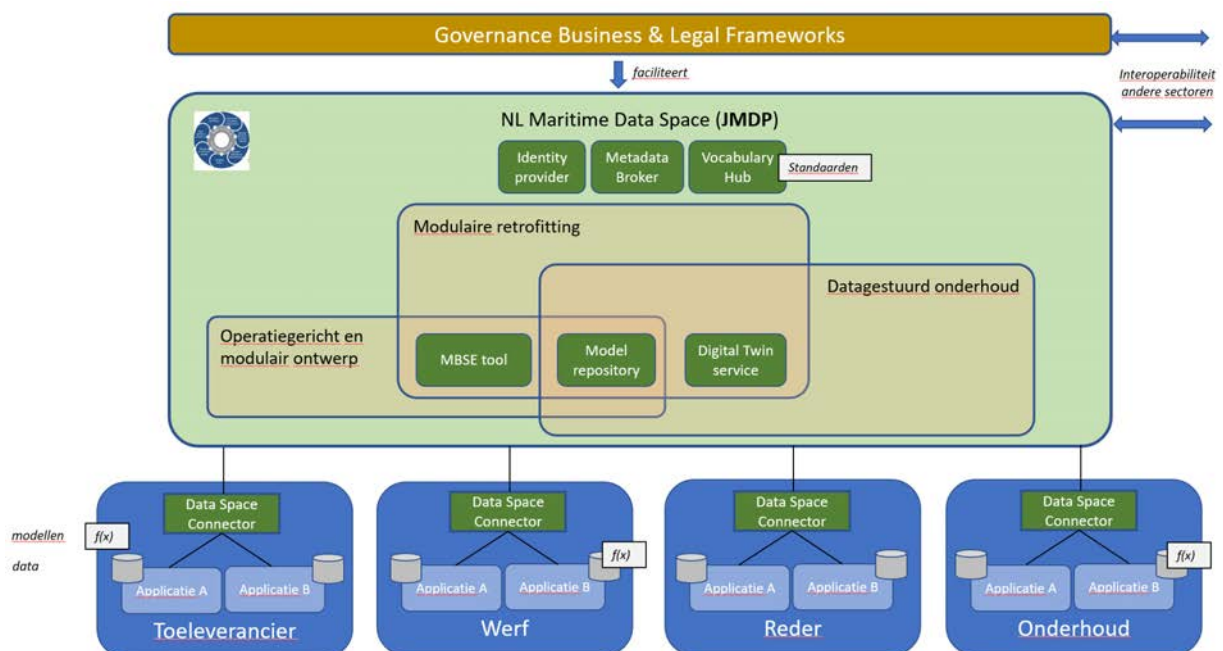 Governance Business & Legal Frameworks
faciliteert
Interoperabiliteit
andere sectoren
NL Maritime Data Space (JMDP)
Identity
provider
Metadata
Broker
Vocabulary
Hub
Standaarden
Modulaire retrofitting
Datagestuurd onderhoud
Operatiegericht en
modulair ontwerp
MBSE tool
Model
repository
Digital Twin
service
modellen
data
f(x)
Data Space
Connector
Applicatie A
Applicatie B
Toeleverancier
Data Space
Connector
f(x)
Applicatie A
Applicatie B
Werf
Data Space
Connector
Applicatie A
Applicatie B
Reder
Data Space
Connector
f(x)
Applicatie A
Applicatie B
Onderhoud